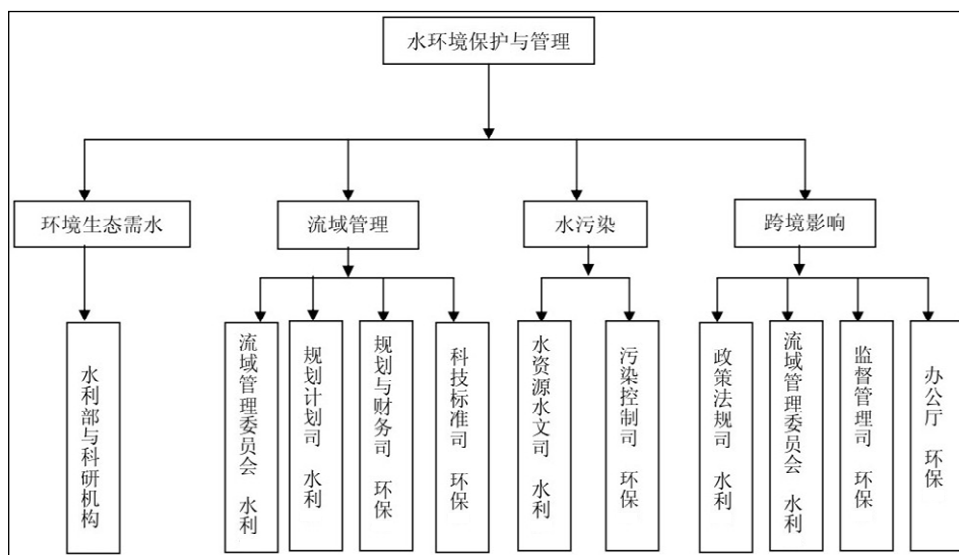 水环境保护与管理
环境生态需水
流域管理
水污染
跨境影响
水利部与科研机构
流域管理委员会 水利
规划计划司 水利
规划与财务司 环保
科技标准司 环保
水资源水文司 水利
污染控制司 环保
政策法规司 水利
流域管理委员会 水利
监督管理司 环保
办公厅 环保